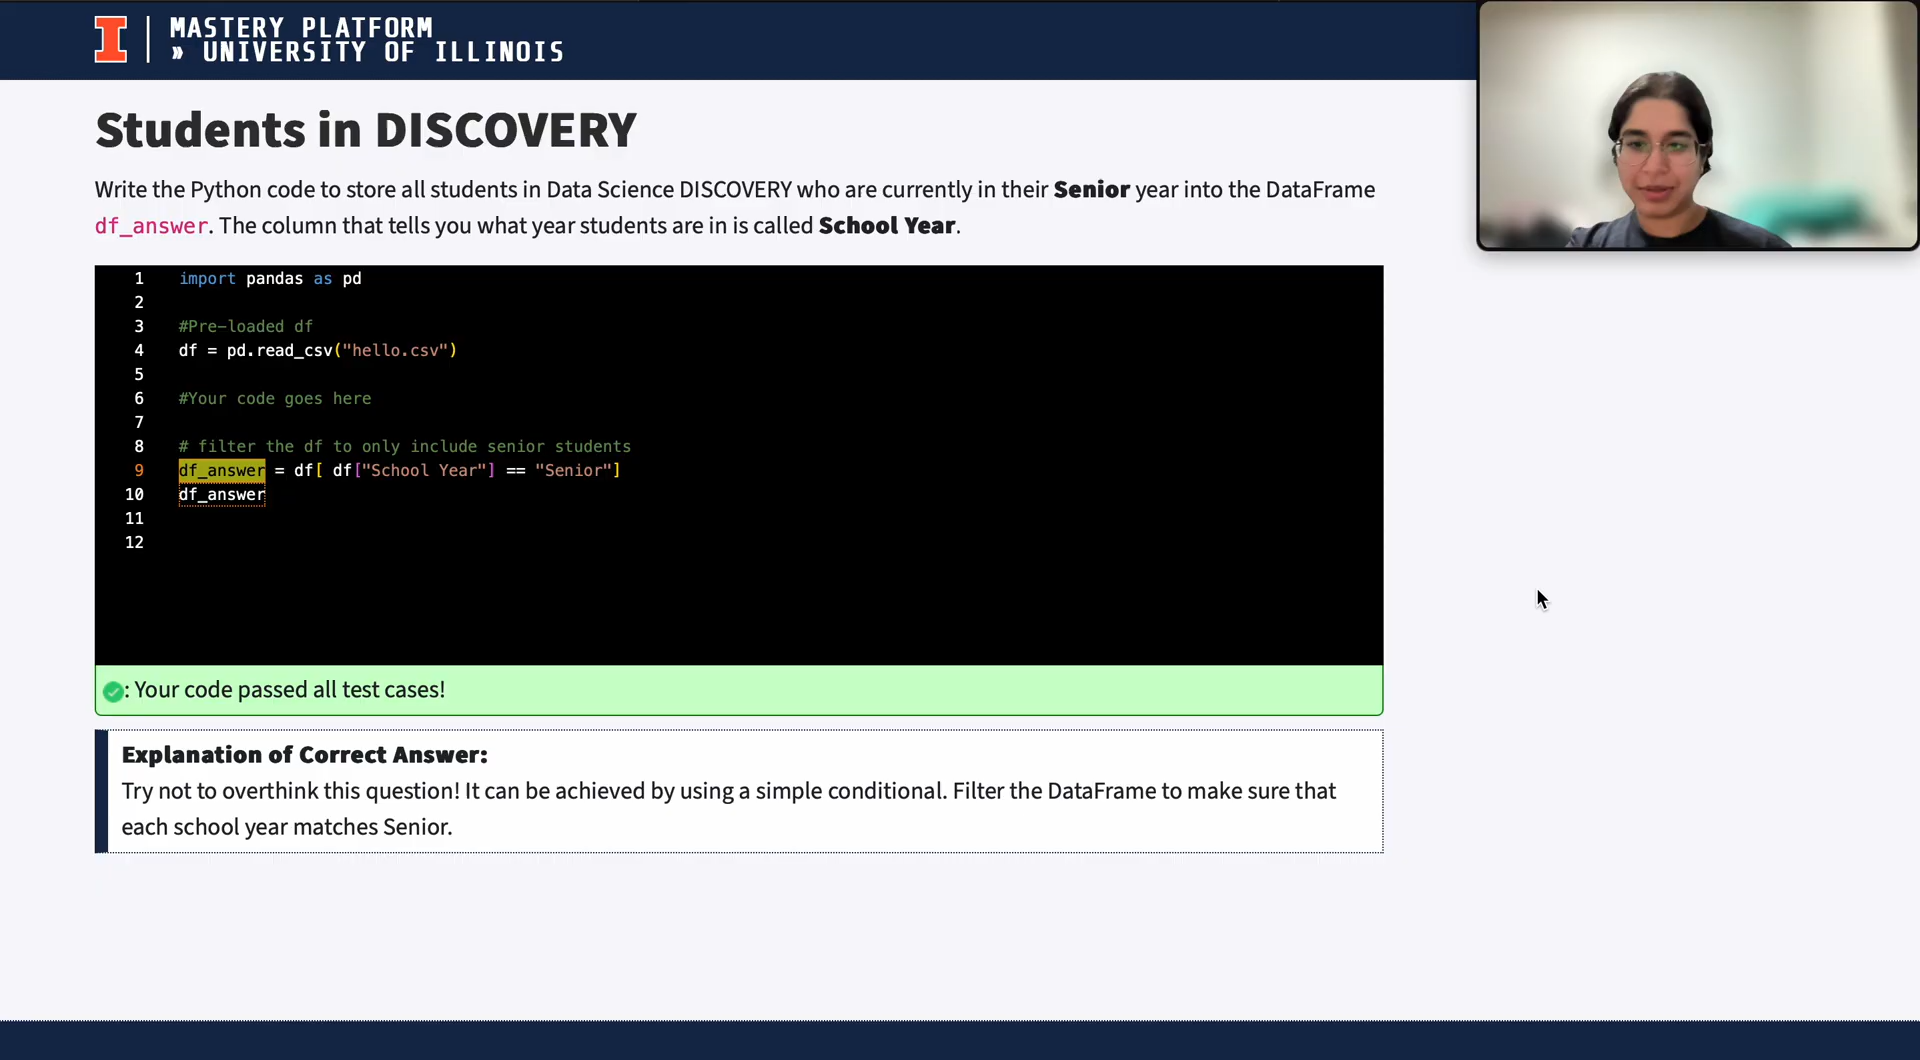 MASTERY PLATFORM
» UNIVERSITY OF ILLINOIS
Students in DISCOVERY
Write the Python code to store all students in Data Science DISCOVERY who are currently in their Senior year into the DataFrame
df_answer. The column that tells you what year students are in is called School Year.
1 import pandas as pd
2
3 #Pre-loaded df
4 df = pd.read_csv("hello.csv")
5
6 #Your code goes here
7
8 # filter the df to only include senior students
9 df_answer = df[ df["School Year"] == "Senior"]
10 df_answer
11
12
: Your code passed all test cases!
Explanation of Correct Answer:
Try not to overthink this question! It can be achieved by using a simple conditional. Filter the DataFrame to make sure that
each school year matches Senior.